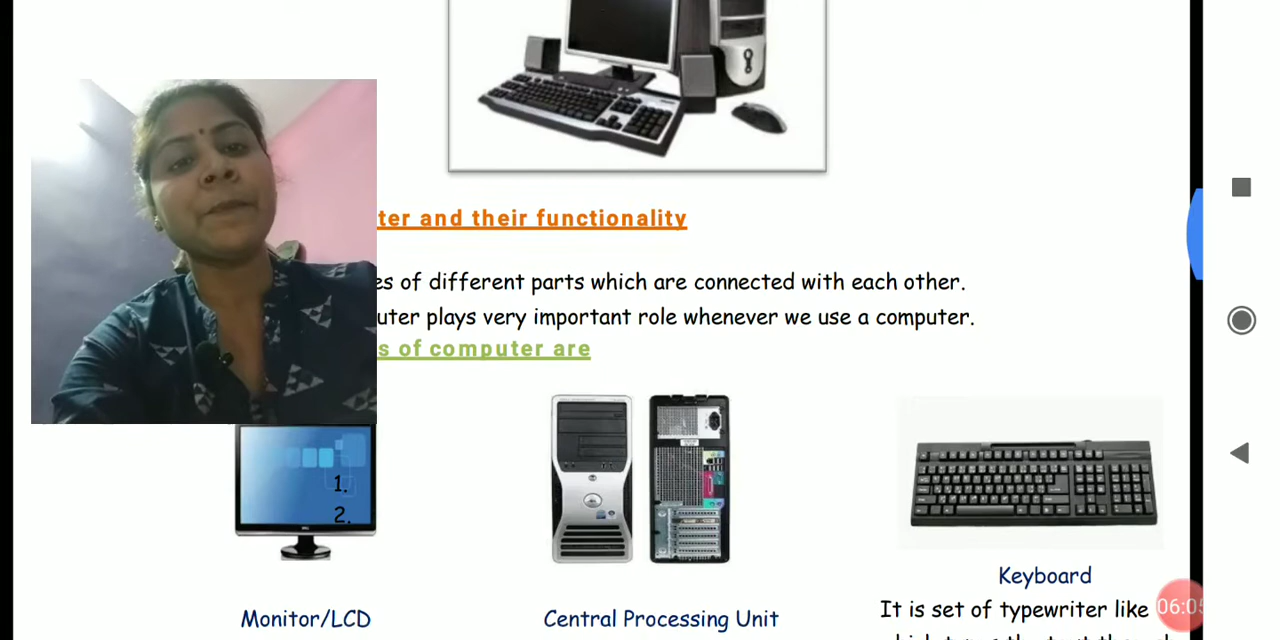 ter and their functionality
es of different parts which are connected with each other.
uter plays very important role whenever we use a computer.
s of computer are
1.
2.
Monitor/LCD
Central Processing Unit
Keyboard
It is set of typewriter like
06:05